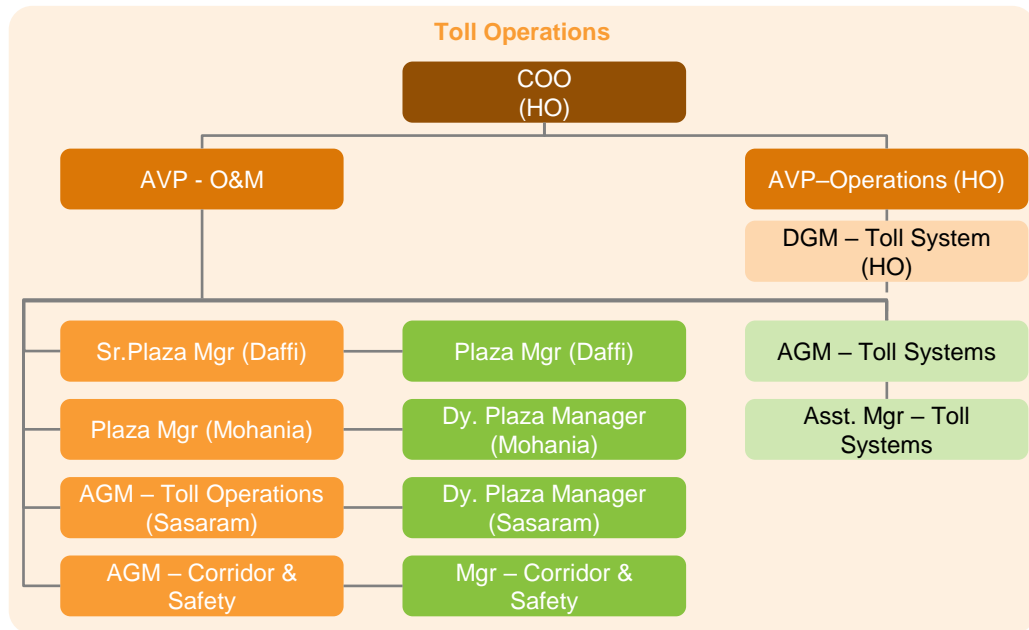 Toll Operations
COO
(HO)
AVP - O&M
AVP–Operations (HO)
DGM – Toll System
(HO)
Sr.Plaza Mgr (Daffi)
Plaza Mgr (Daffi)
AGM – Toll Systems
Plaza Mgr (Mohania)
Dy. Plaza Manager
(Mohania)
Asst. Mgr – Toll
Systems
AGM – Toll Operations
(Sasaram)
Dy. Plaza Manager
(Sasaram)
AGM – Corridor &
Safety
Mgr – Corridor &
Safety